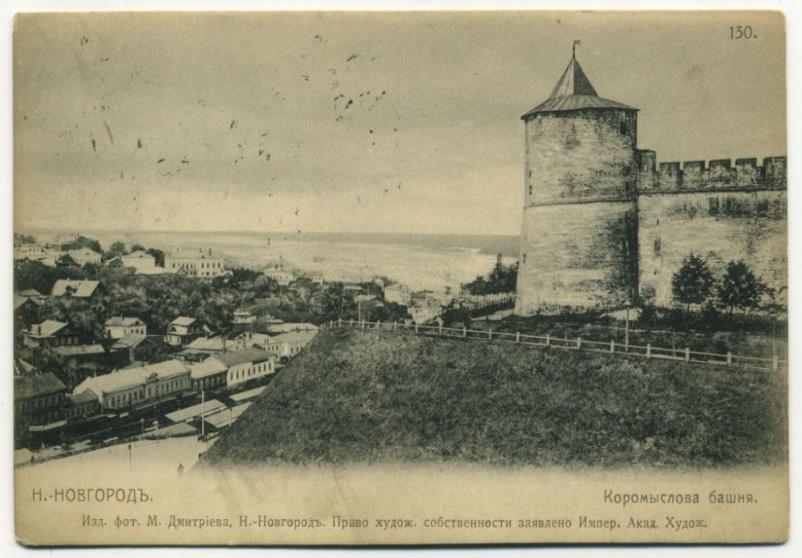 130.
Н.-НОВГОРОДЪ.
Коромыслова башня.
Изд. фот. М. Дмитріева, Н.-Новгородъ. Право худож. собственности заявлено Импер. Акад. Худож.